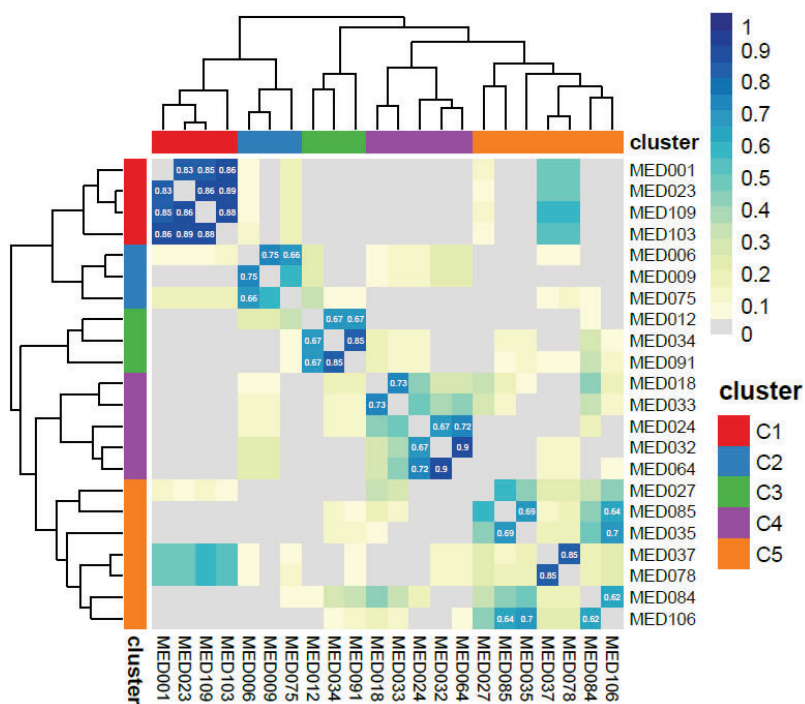 1
0.9
0.8
0.7
0.6
0.5
0.4
0.3
0.2
0.1
0
cluster
0.83 0.85 0.86 MED001
0.83 0.86 0.89 MED023
0.85 0.86 0.88 MED109
0.86 0.89 0.88 MED103
0.75 0.66 MED006
0.75 MED009
0.66 MED075
0.67 0.67 MED012
0.67 0.85 MED034
0.67 0.85 MED091
0.73 MED018
0.73 MED033
0.67 0.72 MED024
0.67 0.9 MED032
0.72 0.9 MED064
MED027
0.69 0.64 MED085
0.69 0.7 MED035
0.85 MED037
0.85 MED078
0.62 MED084
0.64 0.7 0.62 MED106
cluster
C1
C2
C3
C4
C5
cluster
MED001
MED023
MED109
MED103
MED006
MED009
MED075
MED012
MED034
MED091
MED018
MED033
MED024
MED032
MED064
MED027
MED085
MED035
MED037
MED078
MED084
MED106